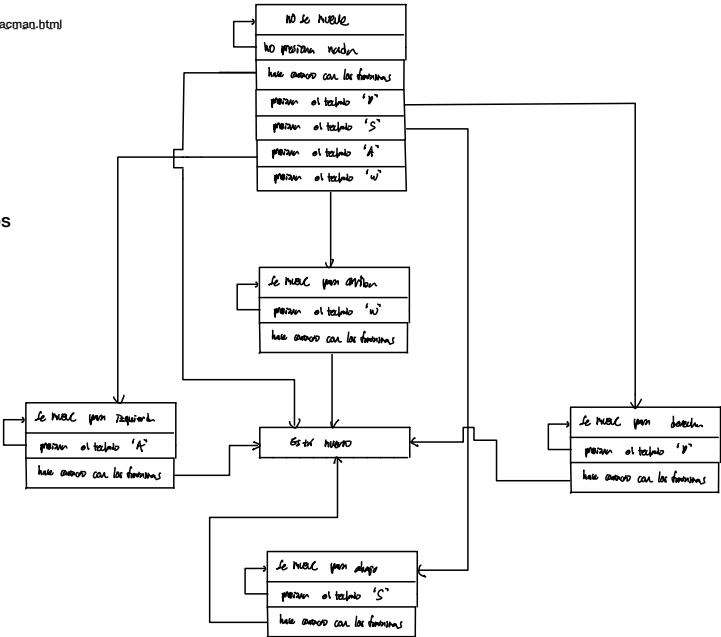 acman.html
no se mueve
no presiona nada
hace contacto con los fantasmas
presiona el teclado "D"
presiona el teclado "S"
presiona el teclado "A"
presiona el teclado "W"
os
se mueve para arriba
presiona el teclado "W"
hace contacto con los fantasmas
se mueve para izquierda
presiona el teclado "A"
hace contacto con los fantasmas
Está muerto
se mueve para derecha
presiona el teclado "D"
hace contacto con los fantasmas
se mueve para abajo
presiona el teclado "S"
hace contacto con los fantasmas